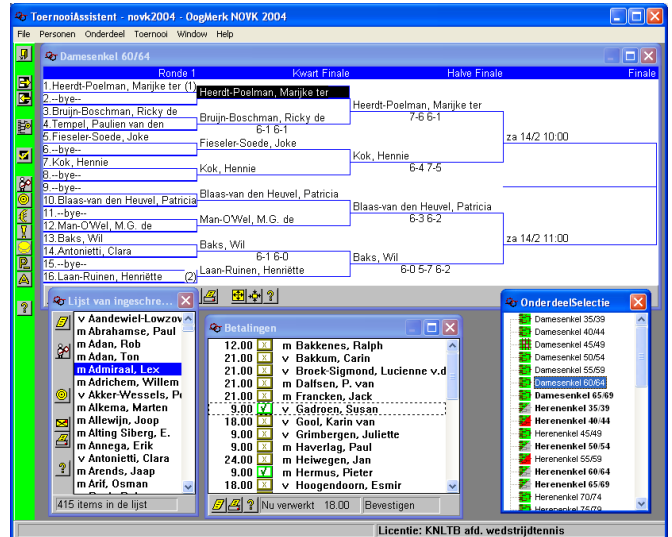 ToernooiAssistent - novk2004 - OogMerk NOVK 2004
File Personen Onderdeel Toernooi Window Help
Damesenkel 60/64
Ronde 1 Kwart Finale Halve Finale Finale
1.Heerdt-Poelman, Marijke ter (1)
Heerdt-Poelman, Marijke ter
2.--bye--
Heerdt-Poelman, Marijke ter
3.Bruijn-Boschman, Ricky de
Bruijn-Boschman, Ricky de
7-6 6-1
4.Tempel, Paulien van den
6-1 6-1
5.Fieseler-Soede, Joke
za 14/2 10:00
Fieseler-Soede, Joke
6.--bye--
Kok, Hennie
7.Kok, Hennie
Kok, Hennie
6-4 7-5
8.--bye--
9.--bye--
Blaas-van den Heuvel, Patricia
10.Blaas-van den Heuvel, Patricia
Blaas-van den Heuvel, Patricia
11.--bye--
Man-O'Wel, M.G. de
6-3 6-2
12.Man-O'Wel, M.G. de
13.Baks, Wil
za 14/2 11:00
Baks, Wil
14.Antonietti, Clara
6-1 6-0
Baks, Wil
15.--bye--
Laan-Ruinen, Henriëtte
6-0 5-7 6-2
16.Laan-Ruinen, Henriëtte (2)
Lijst van ingeschre...
v Aandewiel-Lowzow
m Abrahamse, Paul
m Adan, Rob
m Adan, Ton
m Admiraal, Lex
m Adrichem, Willem
v Akker-Wessels, Pe
m Alkema, Marten
m Allewijn, Joop
m Alting Siberg, E.
m Annega, Erik
v Antonietti, Clara
m Arends, Jaap
m Arif, Osman
415 items in de lijst
Betalingen
12.00 m Bakkenes, Ralph
21.00 v Bakkum, Carin
21.00 v Broek-Sigmond, Lucienne v.d
21.00 m Dalfsen, P. van
21.00 m Francken, Jack
9.00 v Gadroen, Susan
18.00 v Gool, Karin van
9.00 v Grimbergen, Juliette
9.00 m Haverlag, Paul
24.00 m Heiwegen, Jan
9.00 m Hermus, Pieter
18.00 v Hoogendoorn, Esmir
Nu verwerkt 18.00 Bevestigen
OnderdeelSelectie
Damesenkel 35/39
Damesenkel 40/44
Damesenkel 45/49
Damesenkel 50/54
Damesenkel 55/59
Damesenkel 60/64
Damesenkel 65/69
Herenenkel 35/39
Herenenkel 40/44
Herenenkel 45/49
Herenenkel 50/54
Herenenkel 55/59
Herenenkel 60/64
Herenenkel 65/69
Herenenkel 70/74
Herenenkel 75/79
Licentie: KNLTB afd. wedstrijdtennis